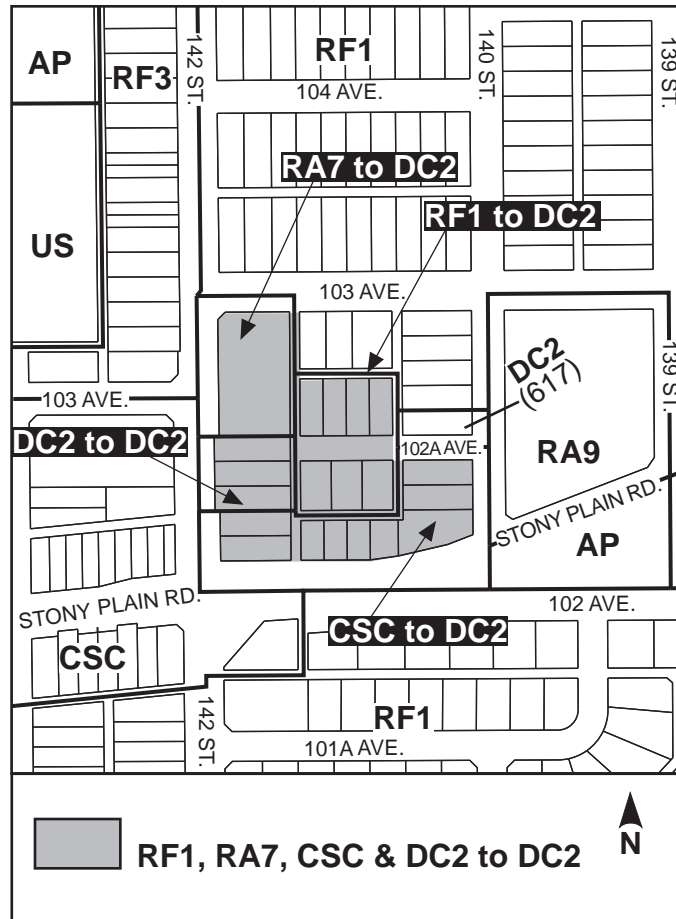 AP
RF3
142 ST.
RF1
140 ST.
139 ST.
104 AVE.
RA7 to DC2
RF1 to DC2
US
103 AVE.
DC2
(617)
139 ST.
103 AVE.
DC2 to DC2
102A AVE.
RA9
STONY PLAIN RD.
AP
STONY PLAIN RD.
102 AVE.
CSC to DC2
CSC
142 ST.
RF1
101A AVE.
RF1, RA7, CSC & DC2 to DC2
N